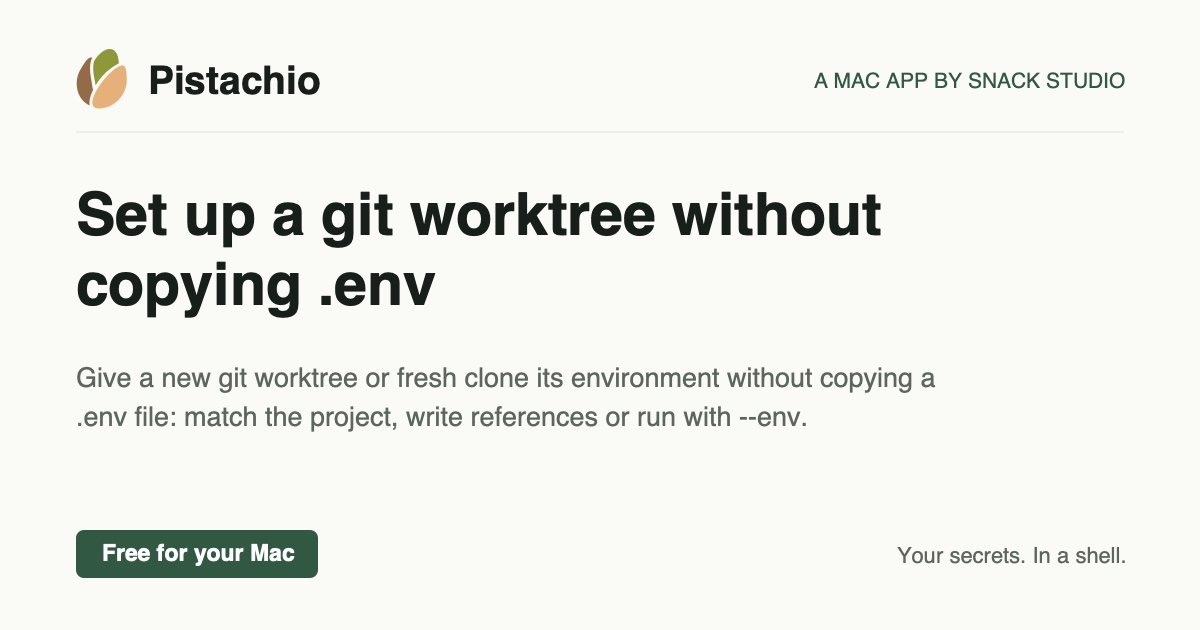 Pistachio
A MAC APP BY SNACK STUDIO
Set up a git worktree without
copying .env
Give a new git worktree or fresh clone its environment without copying a
.env file: match the project, write references or run with --env.
Free for your Mac
Your secrets. In a shell.